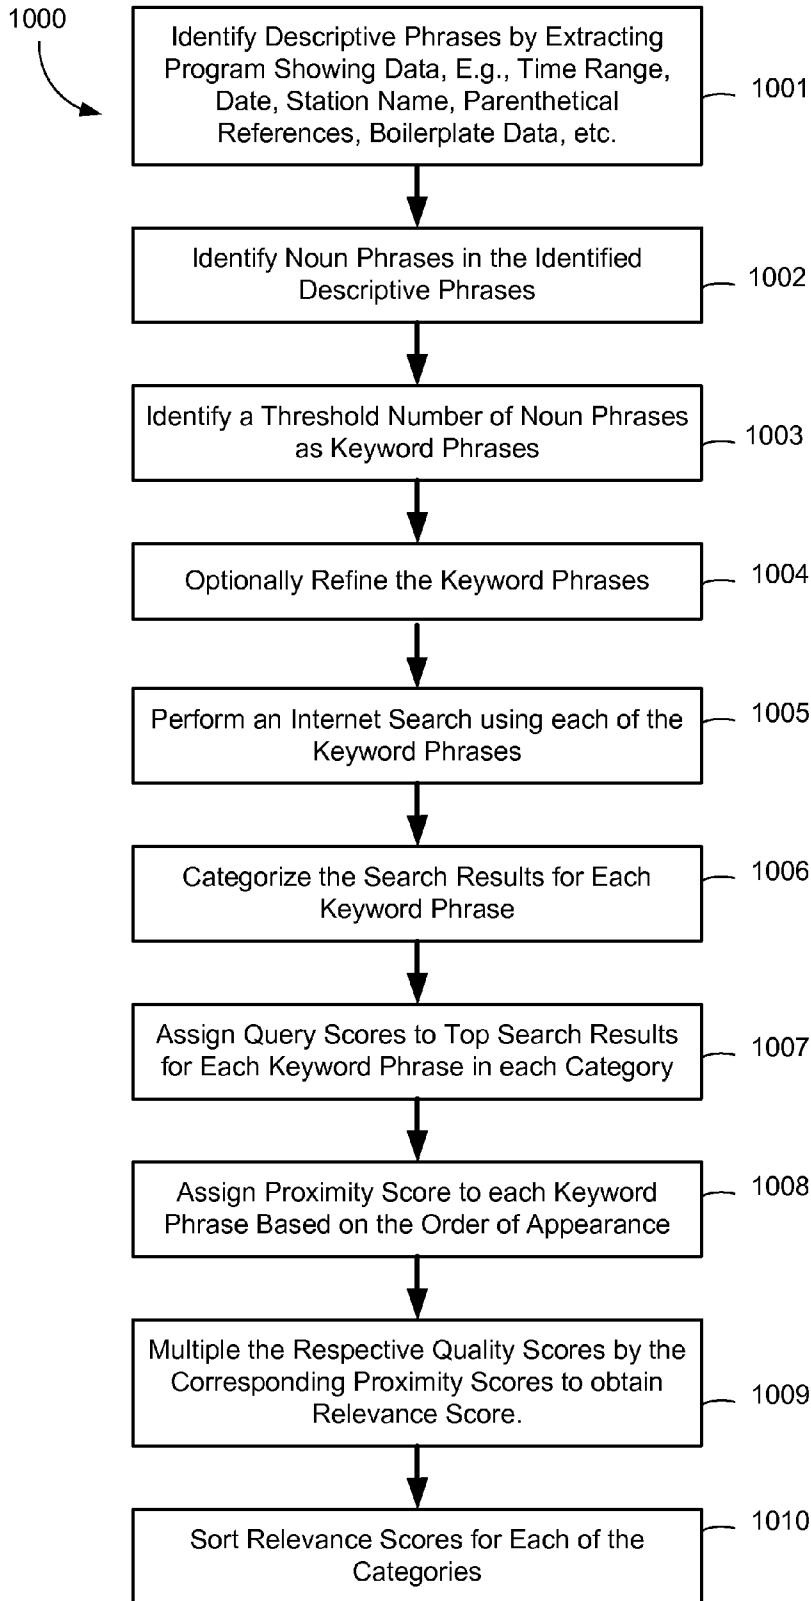 1000
Identify Descriptive Phrases by Extracting
Program Showing Data, E.g., Time Range,
Date, Station Name, Parenthetical
References, Boilerplate Data, etc.
1001
Identify Noun Phrases in the Identified
Descriptive Phrases
1002
Identify a Threshold Number of Noun Phrases
as Keyword Phrases
1003
Optionally Refine the Keyword Phrases
1004
Perform an Internet Search using each of the
Keyword Phrases
1005
Categorize the Search Results for Each
Keyword Phrase
1006
Assign Query Scores to Top Search Results
for Each Keyword Phrase in each Category
1007
Assign Proximity Score to each Keyword
Phrase Based on the Order of Appearance
1008
Multiple the Respective Quality Scores by the
Corresponding Proximity Scores to obtain
Relevance Score.
1009
Sort Relevance Scores for Each of the
Categories
1010